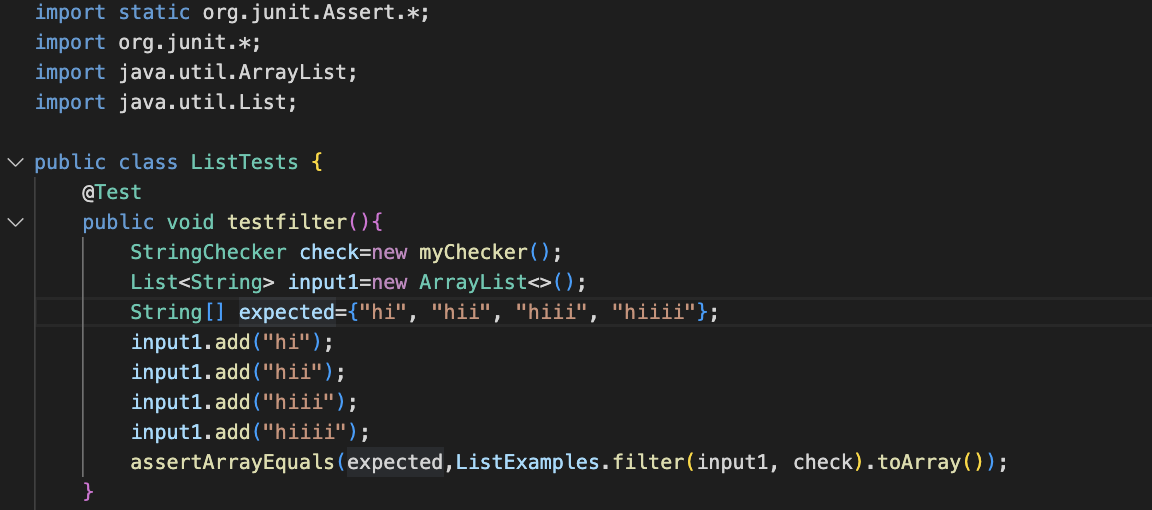 import static org.junit.Assert.*;
import org.junit.*;
import java.util.ArrayList;
import java.util.List;

public class ListTests {
    @Test
    public void testfilter(){
        StringChecker check=new myChecker();
        List<String> input1=new ArrayList<>();
        String[] expected={"hi", "hii", "hiii", "hiiii"};
        input1.add("hi");
        input1.add("hii");
        input1.add("hiii");
        input1.add("hiiii");
        assertArrayEquals(expected,ListExamples.filter(input1, check).toArray());
    }